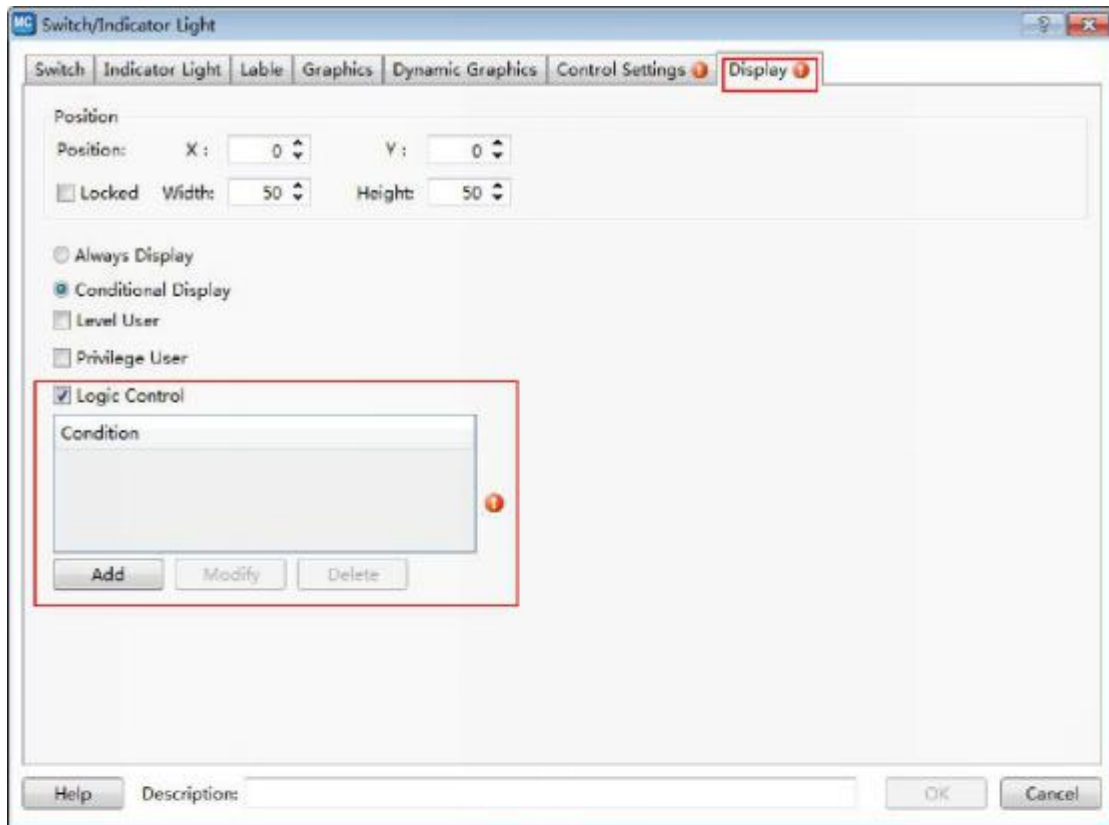 MC Switch/Indicator Light
Switch Indicator Light Lable Graphics Dynamic Graphics Control Settings Display
Position
Position: X : 0 Y : 0
Locked Width: 50 Height: 50
Always Display
Conditional Display
Level User
Privilege User
Logic Control
Condition
Add Modify Delete
Help Description: OK Cancel